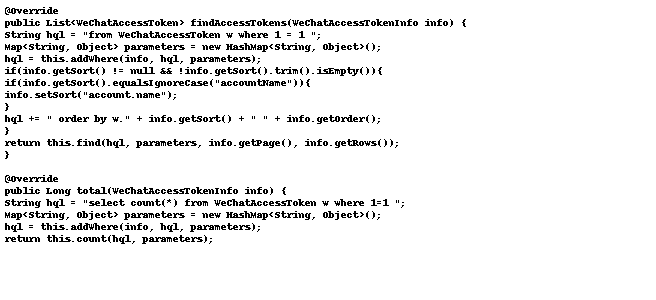 @Override
public List<WeChatAccessToken> findAccessTokens(WeChatAccessTokenInfo info) {
String hql = "from WeChatAccessToken w where 1 = 1 ";
Map<String, Object> parameters = new HashMap<String, Object>();
hql = this.addWhere(info, hql, parameters);
if(info.getSort() != null && !info.getSort().trim().isEmpty()){
if(info.getSort().equalsIgnoreCase("accountName")){
info.setSort("account.name");
}
hql += " order by w." + info.getSort() + " " + info.getOrder();
}
return this.find(hql, parameters, info.getPage(), info.getRows());
}
@Override
public Long total(WeChatAccessTokenInfo info) {
String hql = "select count(*) from WeChatAccessToken w where 1=1 ";
Map<String, Object> parameters = new HashMap<String, Object>();
hql = this.addWhere(info, hql, parameters);
return this.count(hql, parameters);